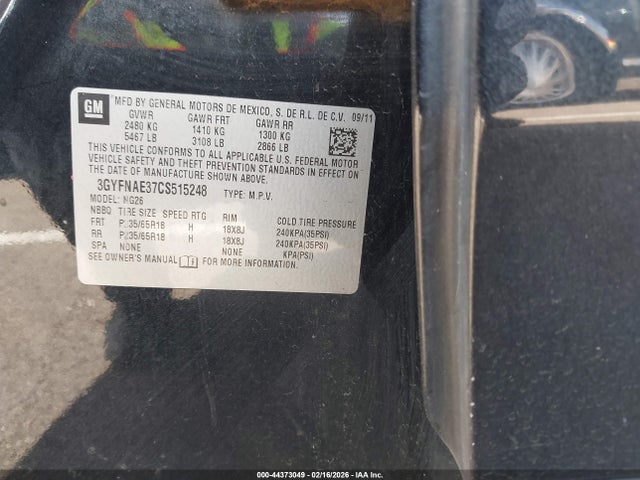 GM
MFD BY GENERAL MOTORS DE MEXICO, S. DE R.L. DE C.V. 09/11
GVWR GAWR FRT GAWR RR
2480 KG 1410 KG 1300 KG
5467 LB 3108 LB 2866 LB
THIS VEHICLE CONFORMS TO ALL APPLICABLE U.S. FEDERAL MOTOR
VEHICLE SAFETY AND THEFT PREVENTION STANDARDS IN EFFECT ON
THE DATE OF MANUFACTURE SHOWN ABOVE.
3GYFNAE37CS515248 TYPE: M.P.V.
MODEL: NG26
NBBQ TIRE SIZE SPEED RTG RIM COLD TIRE PRESSURE
FRT P235/65R18 H 18X8J 240KPA(35PSI)
RR P235/65R18 H 18X8J 240KPA(35PSI)
SPA NONE NONE KPA(PSI)
SEE OWNER'S MANUAL FOR MORE INFORMATION.
000-44373049 - 02/16/2026 - IAA Inc.